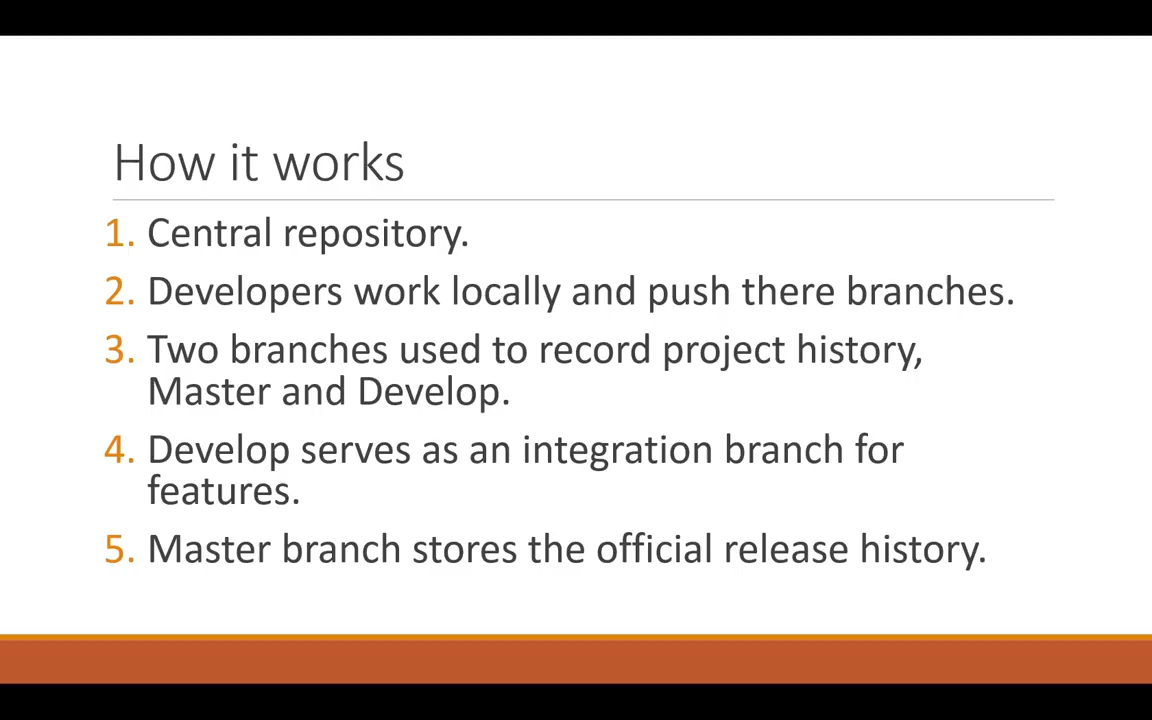 How it works
1. Central repository.
2. Developers work locally and push there branches.
3. Two branches used to record project history,
Master and Develop.
4. Develop serves as an integration branch for
features.
5. Master branch stores the official release history.